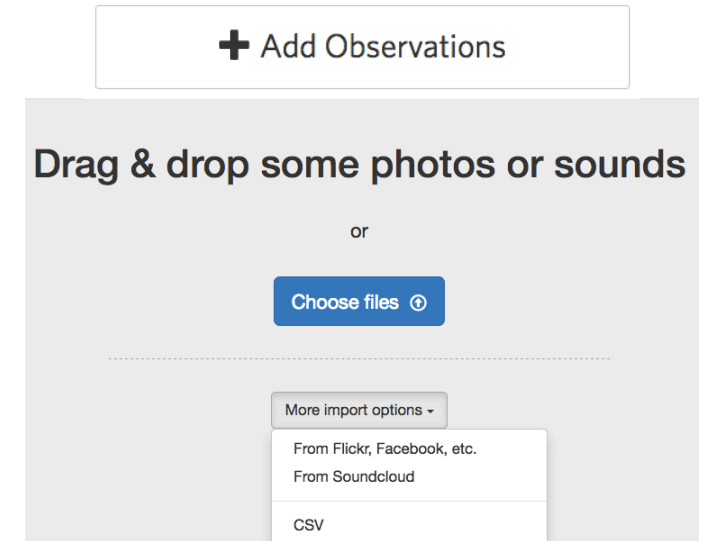 Add Observations
Drag & drop some photos or sounds
or
Choose files
More import options
From Flickr, Facebook, etc.
From Soundcloud
CSV